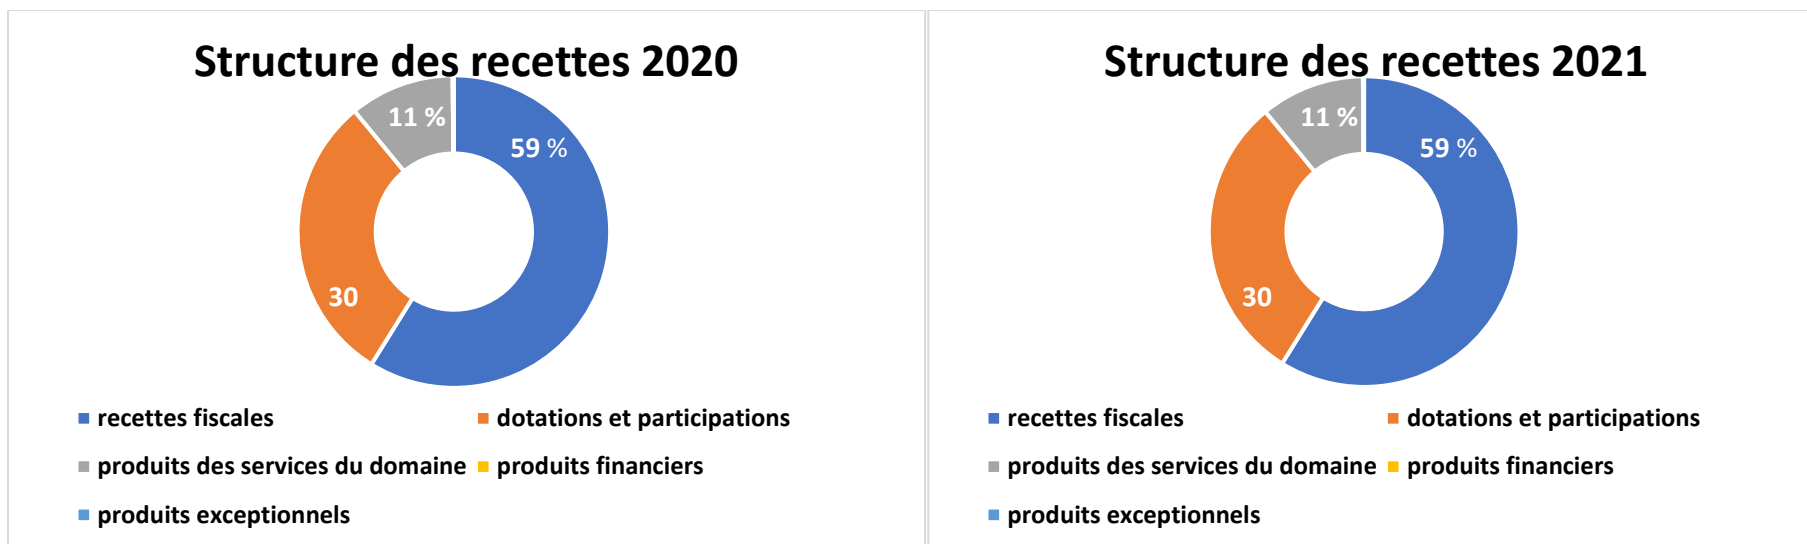 Structure des recettes 2020
11 %
59 %
30
recettes fiscales
dotations et participations
produits des services du domaine
produits financiers
produits exceptionnels
Structure des recettes 2021
11 %
59 %
30
recettes fiscales
dotations et participations
produits des services du domaine
produits financiers
produits exceptionnels